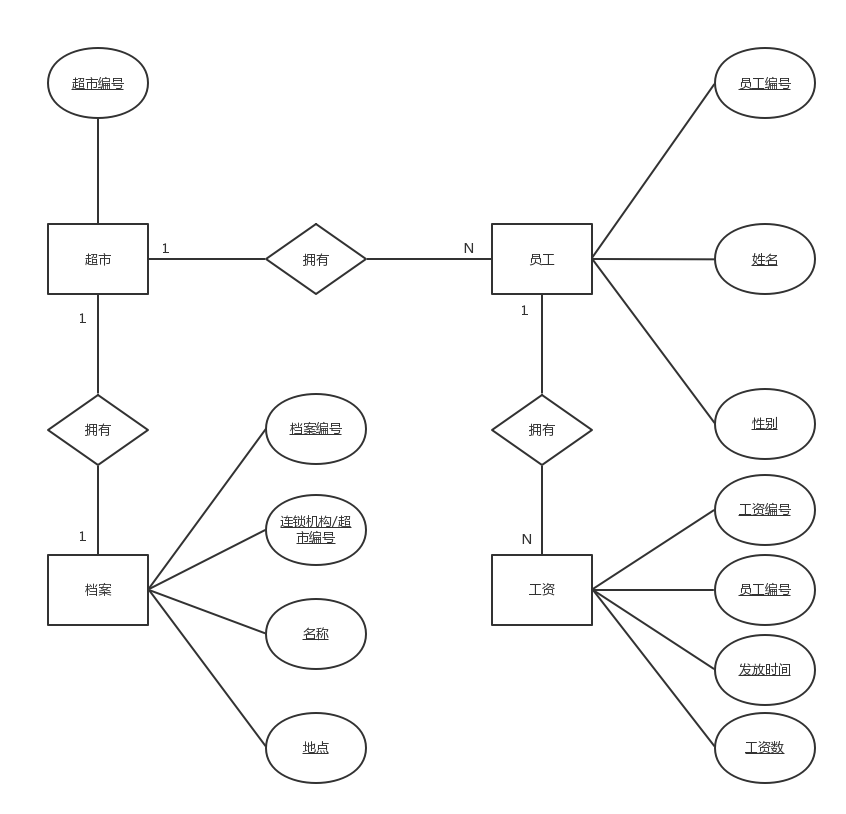 超市编号
员工编号
超市
1
拥有
N
员工
姓名
1
1
拥有
档案编号
拥有
性别
连锁机构/超
市编号
工资编号
1
N
档案
工资
员工编号
名称
发放时间
地点
工资数